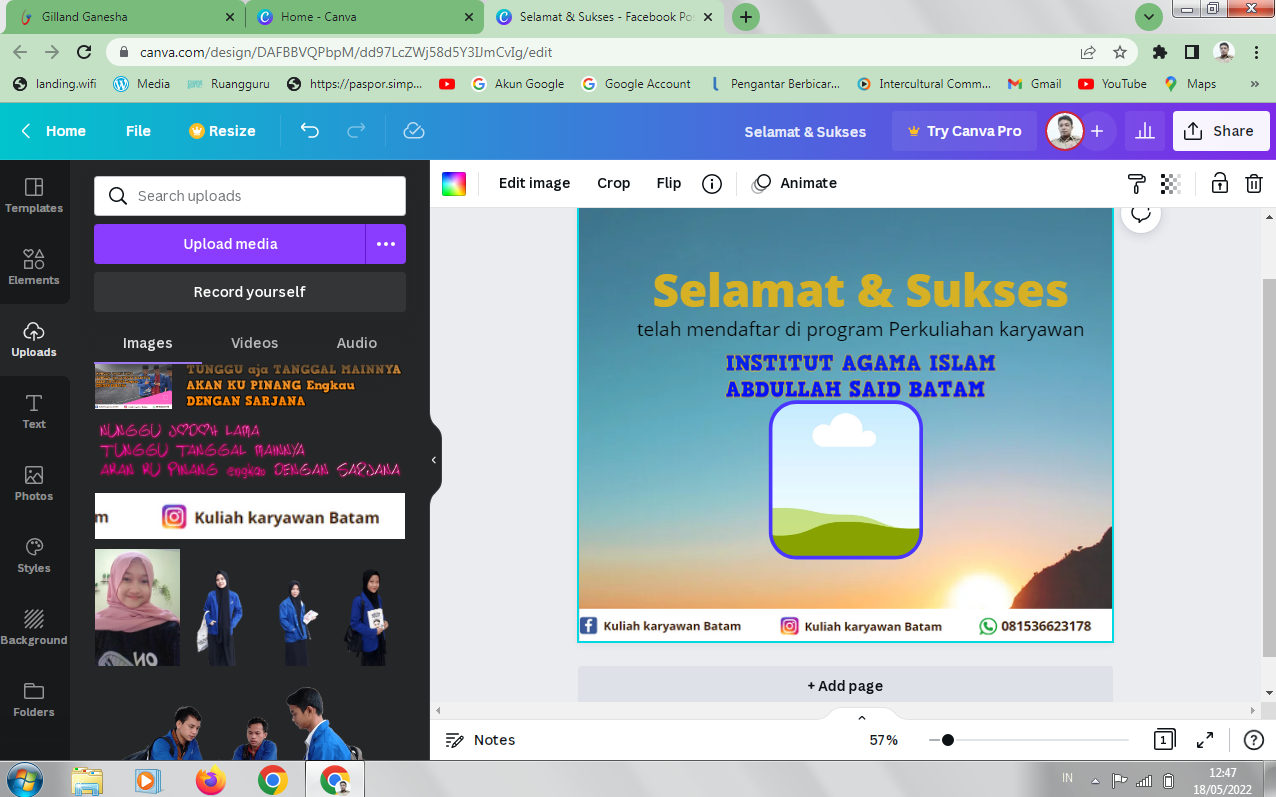 Gilland Ganesha
Home - Canva
Selamat & Sukses - Facebook Po
canva.com/design/DAFBBVQPbpM/dd97LcZWj58d5Y3IJmCvIg/edit
landing.wifi
Media
Ruangguru
https://paspor.simp...
Akun Google
Google Account
Pengantar Berbicar...
Intercultural Comm...
Gmail
YouTube
Maps
»
Home
File
Resize
Selamat & Sukses
Try Canva Pro
Share
Templates
Elements
Uploads
Text
Photos
Styles
Background
Folders
Search uploads
Upload media
Record yourself
Images
Videos
Audio
TUNGGU aja TANGGAL MAINNYA
AKAN KU PINANG Engkau
DENGAN SARJANA
NUNGGU JODOH LAMA
TUNGGU TANGGAL MAINNYA
AKAN KU PINANG engkau DENGAN SARJANA
m
Kuliah karyawan Batam
Edit image
Crop
Flip
Animate
Selamat & Sukses
telah mendaftar di program Perkuliahan karyawan
INSTITUT AGAMA ISLAM
ABDULLAH SAID BATAM
Kuliah karyawan Batam
Kuliah karyawan Batam
081536623178
+ Add page
Notes
57%
1
IN
12:47
18/05/2022